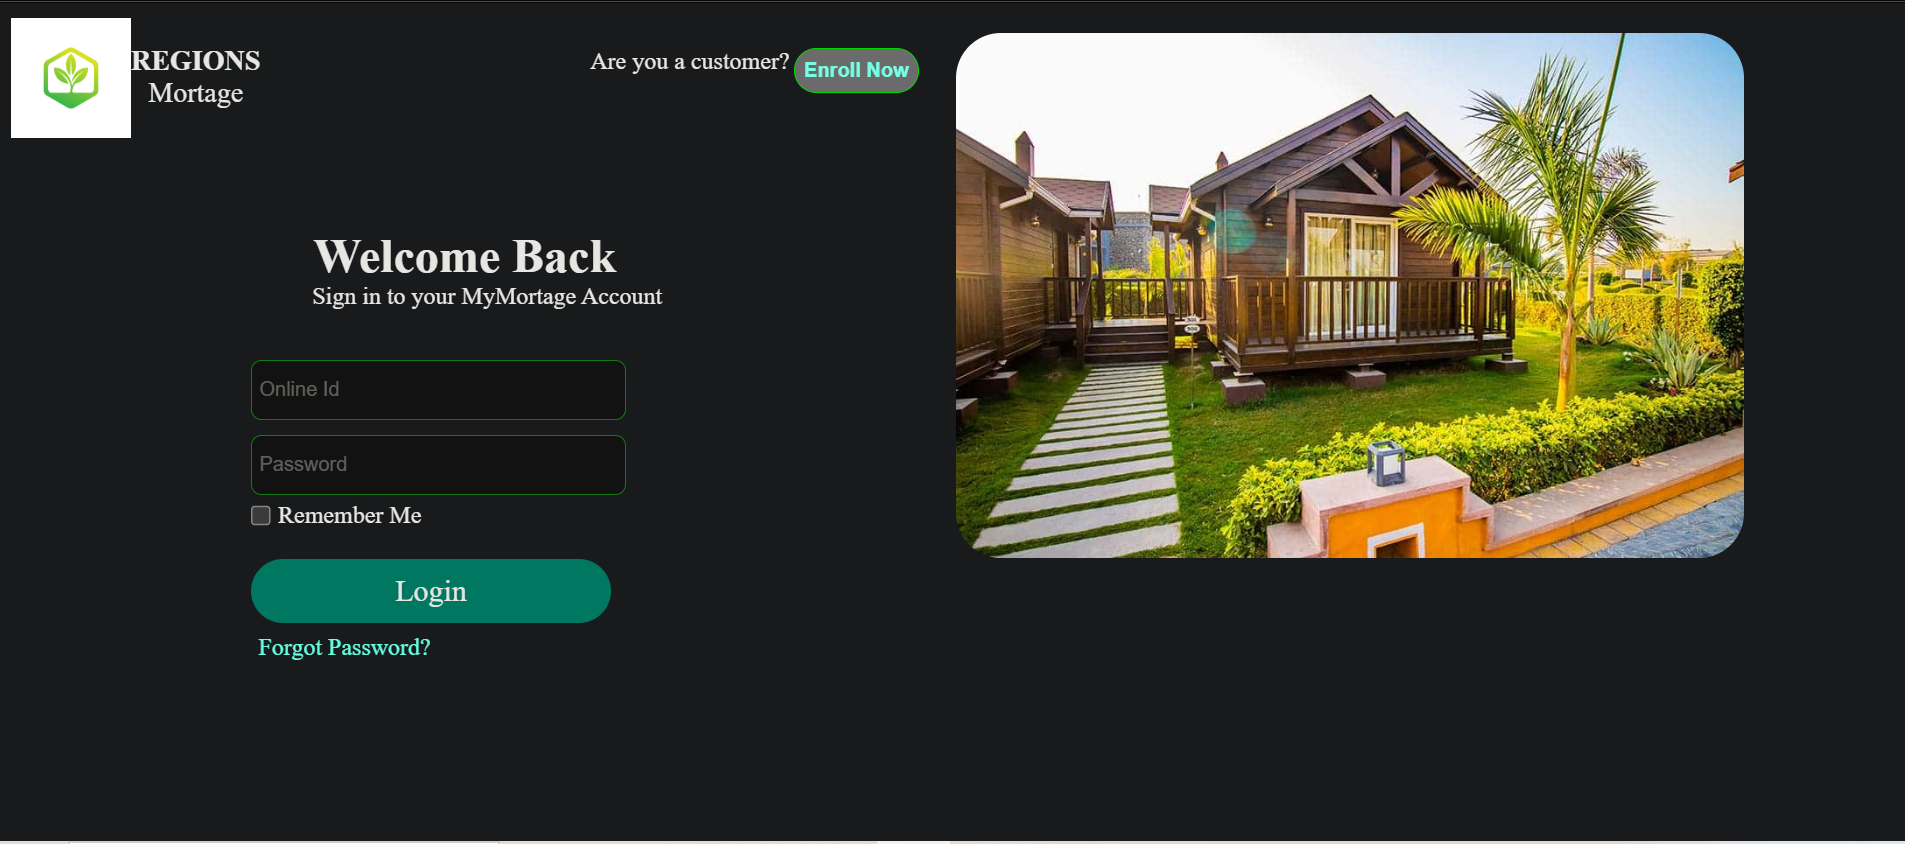 REGIONS
Mortage
Are you a customer? Enroll Now
Welcome Back
Sign in to your MyMortage Account
Online Id
Password
Remember Me
Login
Forgot Password?